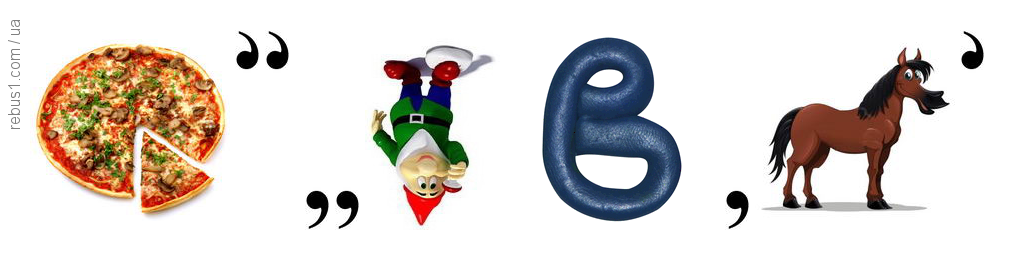 rebus1.com/ua
,, ,, В , ,